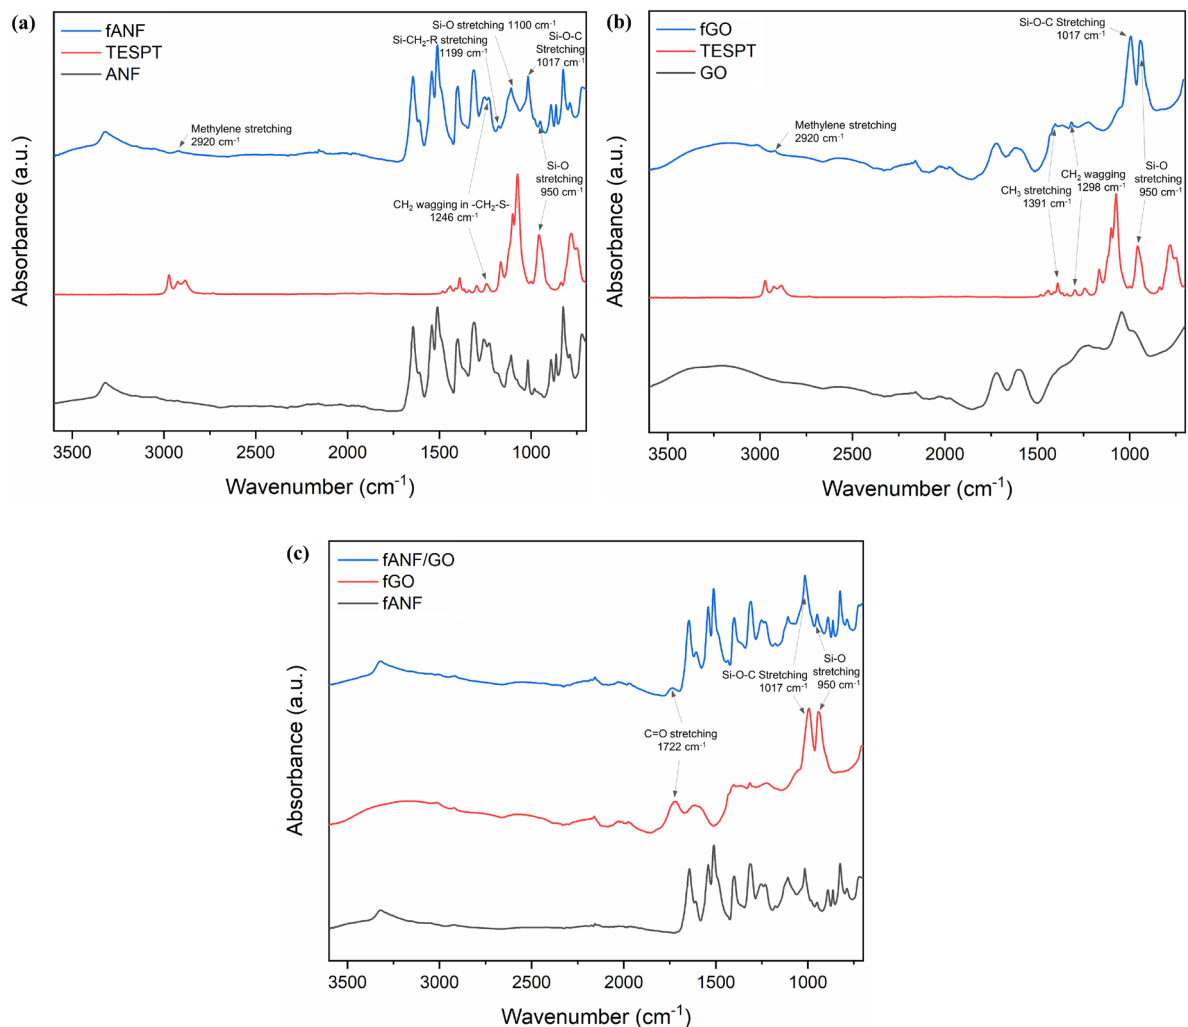 (a)
fANF
TESPT
ANF
Si-O stretching 1100 cm⁻¹
Si-CH₂-R stretching
1199 cm⁻¹
Si-O-C
Stretching
1017 cm⁻¹
Methylene stretching
2920 cm⁻¹
Si-O
stretching
950 cm⁻¹
CH₂ wagging in -CH₂-S-
1246 cm⁻¹
Absorbance (a.u.)
3500 3000 2500 2000 1500 1000
Wavenumber (cm⁻¹)
(b)
fGO
TESPT
GO
Si-O-C Stretching
1017 cm⁻¹
Methylene stretching
2920 cm⁻¹
CH₃ stretching
1391 cm⁻¹
CH₂ wagging
1298 cm⁻¹
Si-O
stretching
950 cm⁻¹
Absorbance (a.u.)
3500 3000 2500 2000 1500 1000
Wavenumber (cm⁻¹)
(c)
fANF/GO
fGO
fANF
Si-O-C Stretching
1017 cm⁻¹
Si-O
stretching
950 cm⁻¹
C=O stretching
1722 cm⁻¹
Absorbance (a.u.)
3500 3000 2500 2000 1500 1000
Wavenumber (cm⁻¹)